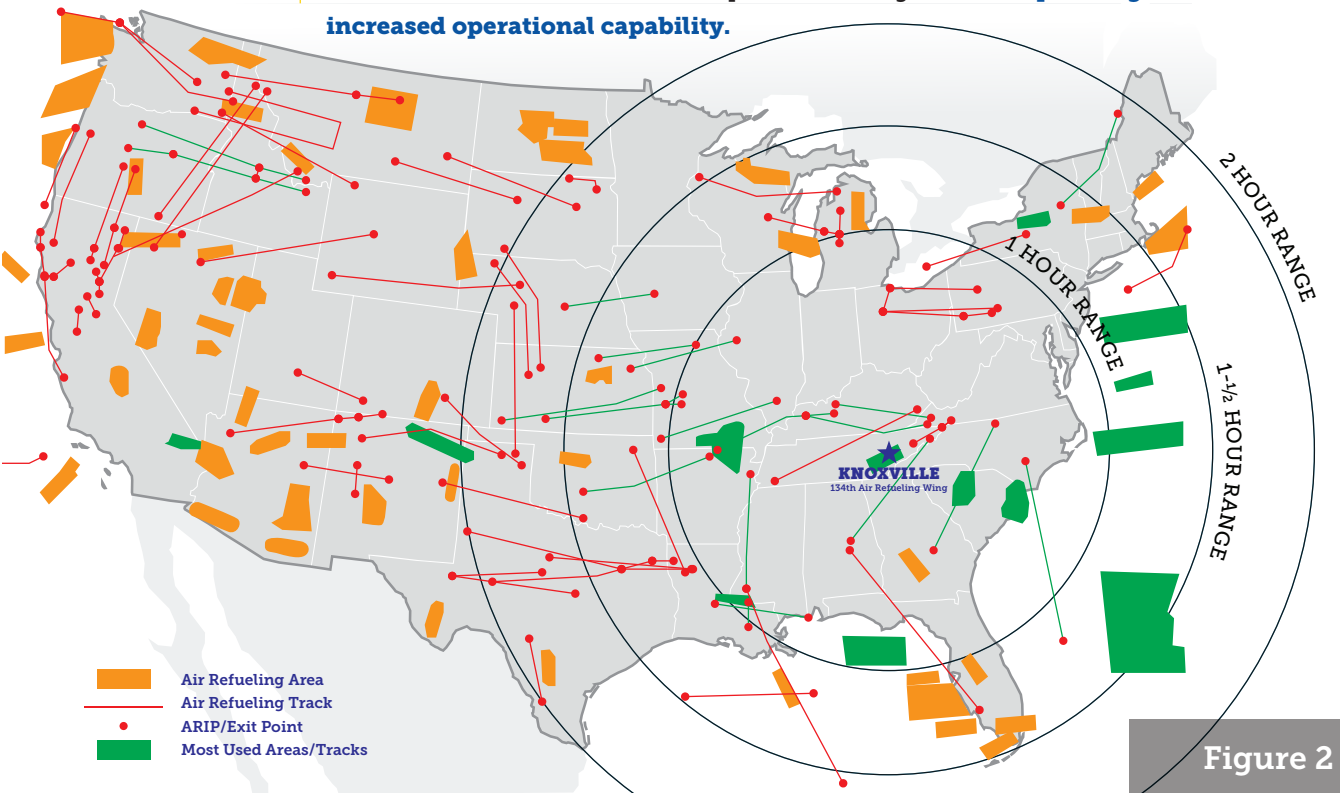 increased operational capability.
2 HOUR RANGE
1 HOUR RANGE
1-½ HOUR RANGE
KNOXVILLE
134th Air Refueling Wing
Air Refueling Area
Air Refueling Track
ARIP/Exit Point
Most Used Areas/Tracks
Figure 2